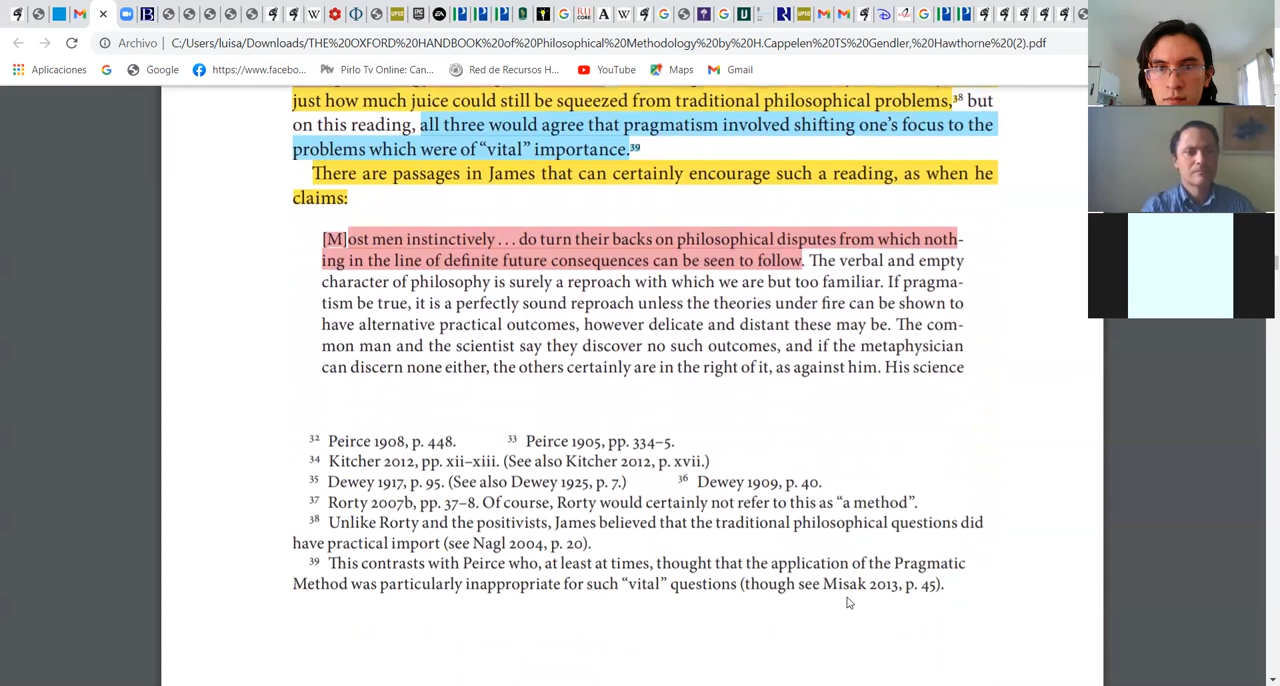 Archivo
C:/Users/luisa/Downloads/THE%20OXFORD%20HANDBOOK%20of%20Philosophical%20Methodology%20by%20H.Cappelen%20TS%20Gendler,%20Hawthorne%20(2).pdf
Aplicaciones Google https://www.facebo... Pirlo Tv Online: Can... Red de Recursos H... YouTube Maps Gmail
just how much juice could still be squeezed from traditional philosophical problems,³⁸ but
on this reading, all three would agree that pragmatism involved shifting one’s focus to the
problems which were of “vital” importance.³⁹
There are passages in James that can certainly encourage such a reading, as when he
claims:
[M]ost men instinctively . . . do turn their backs on philosophical disputes from which noth-
ing in the line of definite future consequences can be seen to follow. The verbal and empty
character of philosophy is surely a reproach with which we are but too familiar. If pragma-
tism be true, it is a perfectly sound reproach unless the theories under fire can be shown to
have alternative practical outcomes, however delicate and distant these may be. The com-
mon man and the scientist say they discover no such outcomes, and if the metaphysician
can discern none either, the others certainly are in the right of it, as against him. His science
³² Peirce 1908, p. 448. ³³ Peirce 1905, pp. 334–5.
³⁴ Kitcher 2012, pp. xii–xiii. (See also Kitcher 2012, p. xvii.)
³⁵ Dewey 1917, p. 95. (See also Dewey 1925, p. 7.) ³⁶ Dewey 1909, p. 40.
³⁷ Rorty 2007b, pp. 37–8. Of course, Rorty would certainly not refer to this as “a method”.
³⁸ Unlike Rorty and the positivists, James believed that the traditional philosophical questions did
have practical import (see Nagl 2004, p. 20).
³⁹ This contrasts with Peirce who, at least at times, thought that the application of the Pragmatic
Method was particularly inappropriate for such “vital” questions (though see Misak 2013, p. 45).